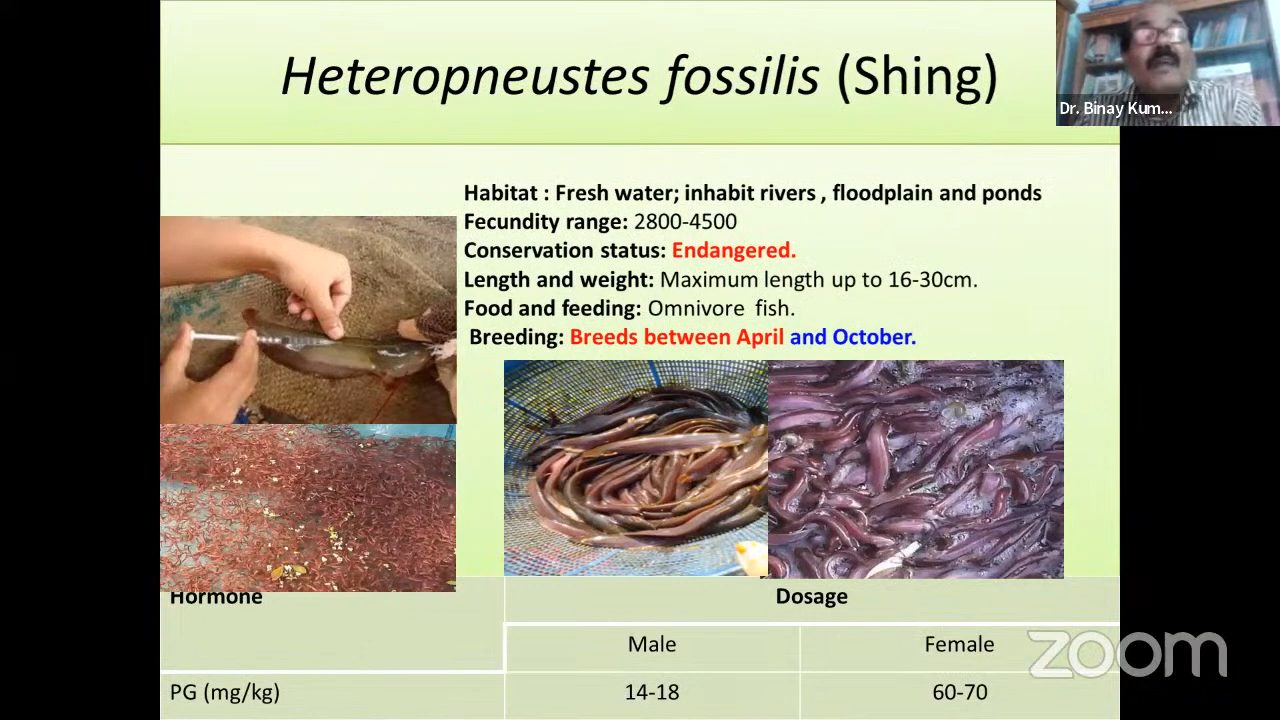 Heteropneustes fossilis (Shing)
Dr. Binay Kum...
Habitat : Fresh water; inhabit rivers , floodplain and ponds
Fecundity range: 2800-4500
Conservation status: Endangered.
Length and weight: Maximum length up to 16-30cm.
Food and feeding: Omnivore fish.
Breeding: Breeds between April and October.
Hormone
Dosage
Male
Female
zoom
PG (mg/kg)
14-18
60-70